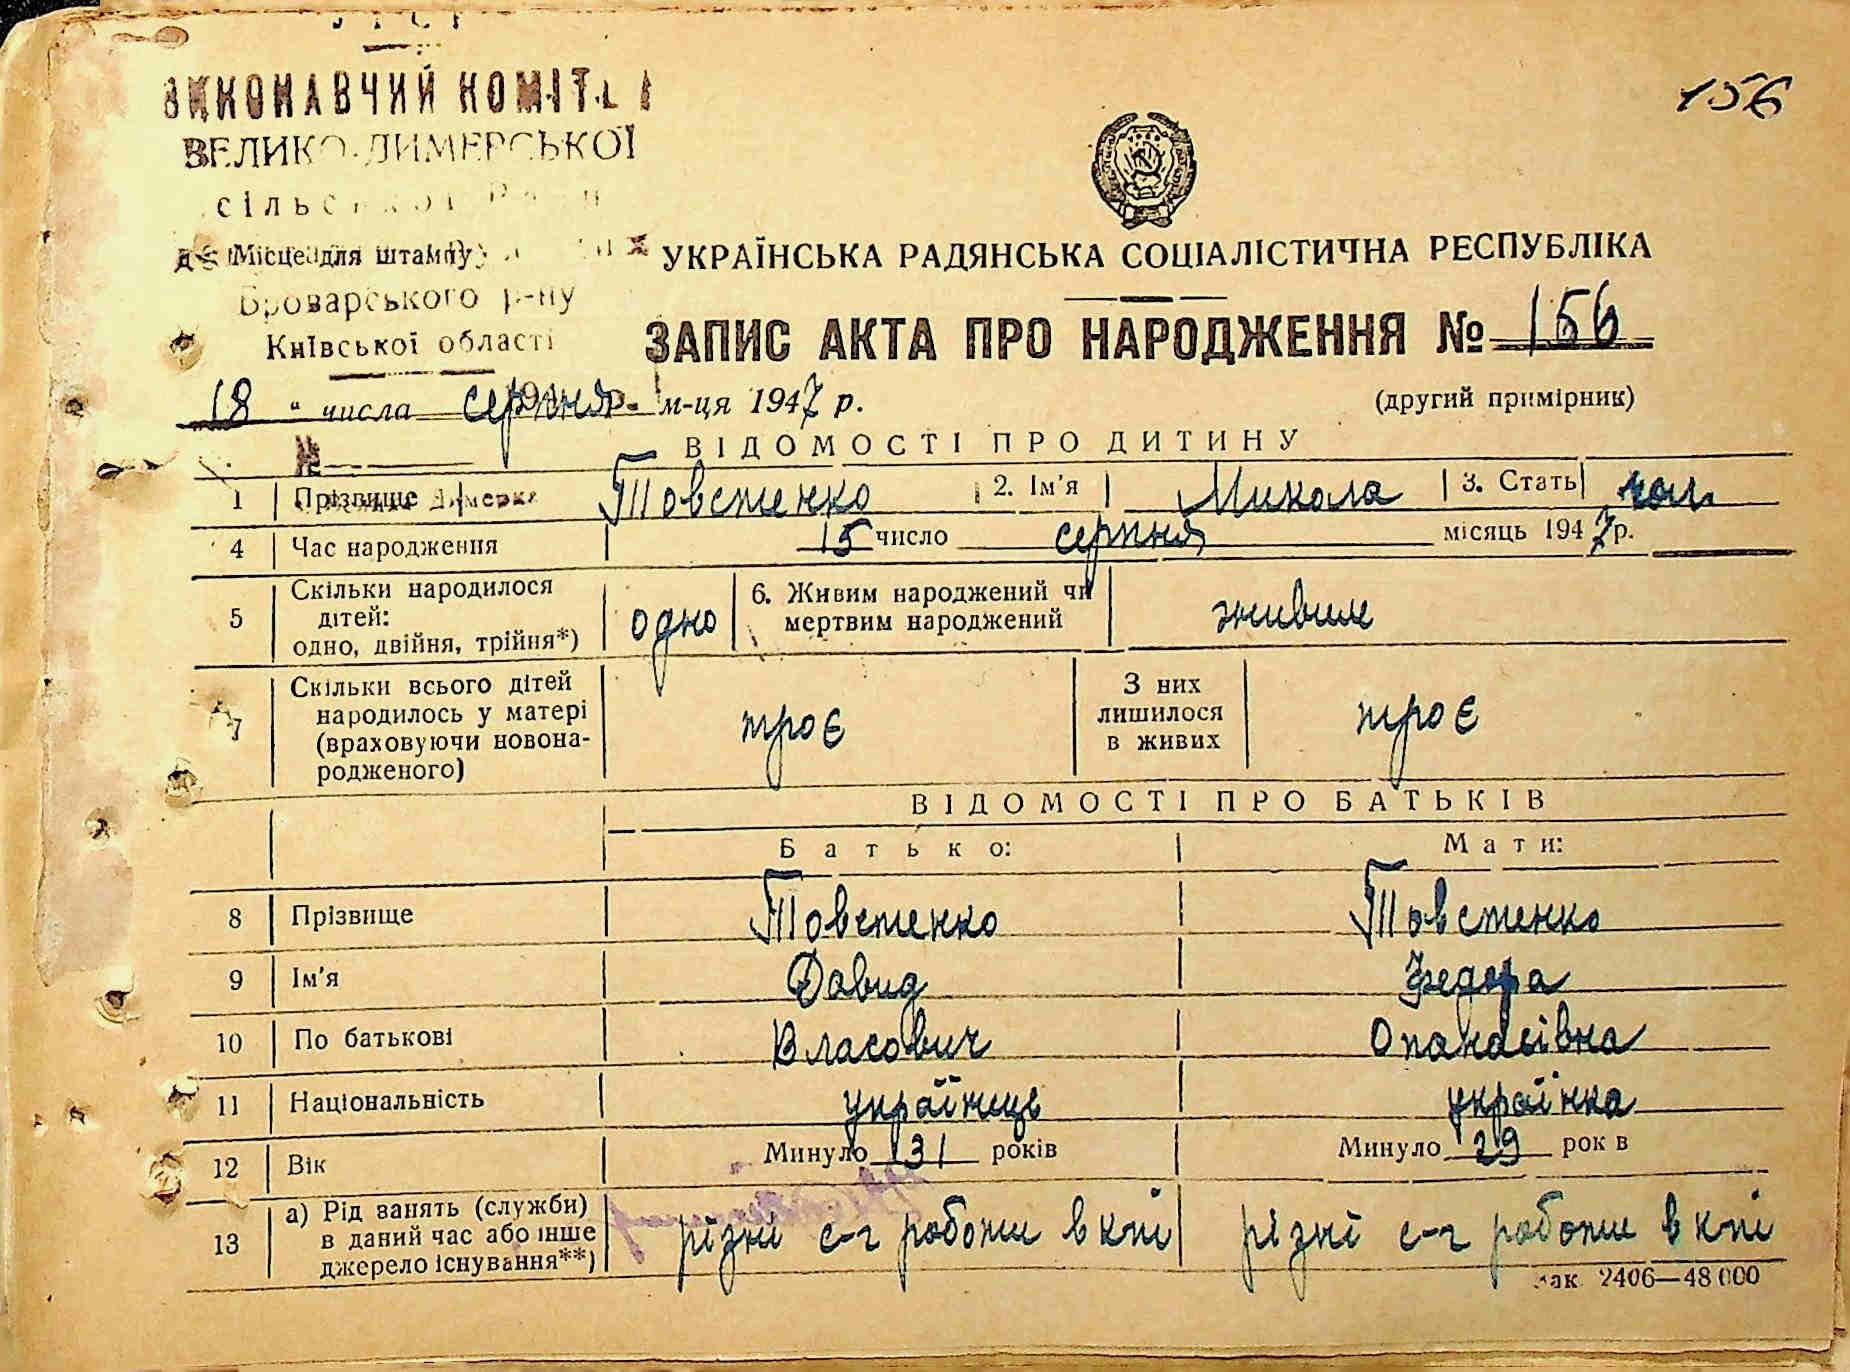 УРСР
ВИКОНАВЧИЙ КОМІТЕТ
ВЕЛИКО-ДИМЕРСЬКОЇ
сільської Ради
(Місце для штампу)
Броварського р-ну
Київської області
156
УКРАЇНСЬКА РАДЯНСЬКА СОЦІАЛІСТИЧНА РЕСПУБЛІКА
ЗАПИС АКТА ПРО НАРОДЖЕННЯ № 156
18 " числа серпня м-ця 1947 р. (другий примірник)
№
ВІДОМОСТІ ПРО ДИТИНУ
1 Прізвище Товстенко 2. Ім'я Микола 3. Стать чол.
4 Час народження 15 число серпня місяць 1947 р.
5 Скільки народилося дітей: одно, двійня, трійня*) одно 6. Живим народжений чи мертвим народжений живим
7 Скільки всього дітей народилось у матері (враховуючи новонародженого) троє З них лишилося в живих троє
ВІДОМОСТІ ПРО БАТЬКІВ
Батько: Мати:
8 Прізвище Товстенко Товстенко
9 Ім'я Давид Федора
10 По батькові Власович Опанасівна
11 Національність українець українка
12 Вік Минуло 31 років Минуло 29 рок в
13 а) Рід занять (служби) в даний час або інше джерело існування**) різні с-г роботи в кпі різні с-г роботи в кпі
Зак. 2406—48 000